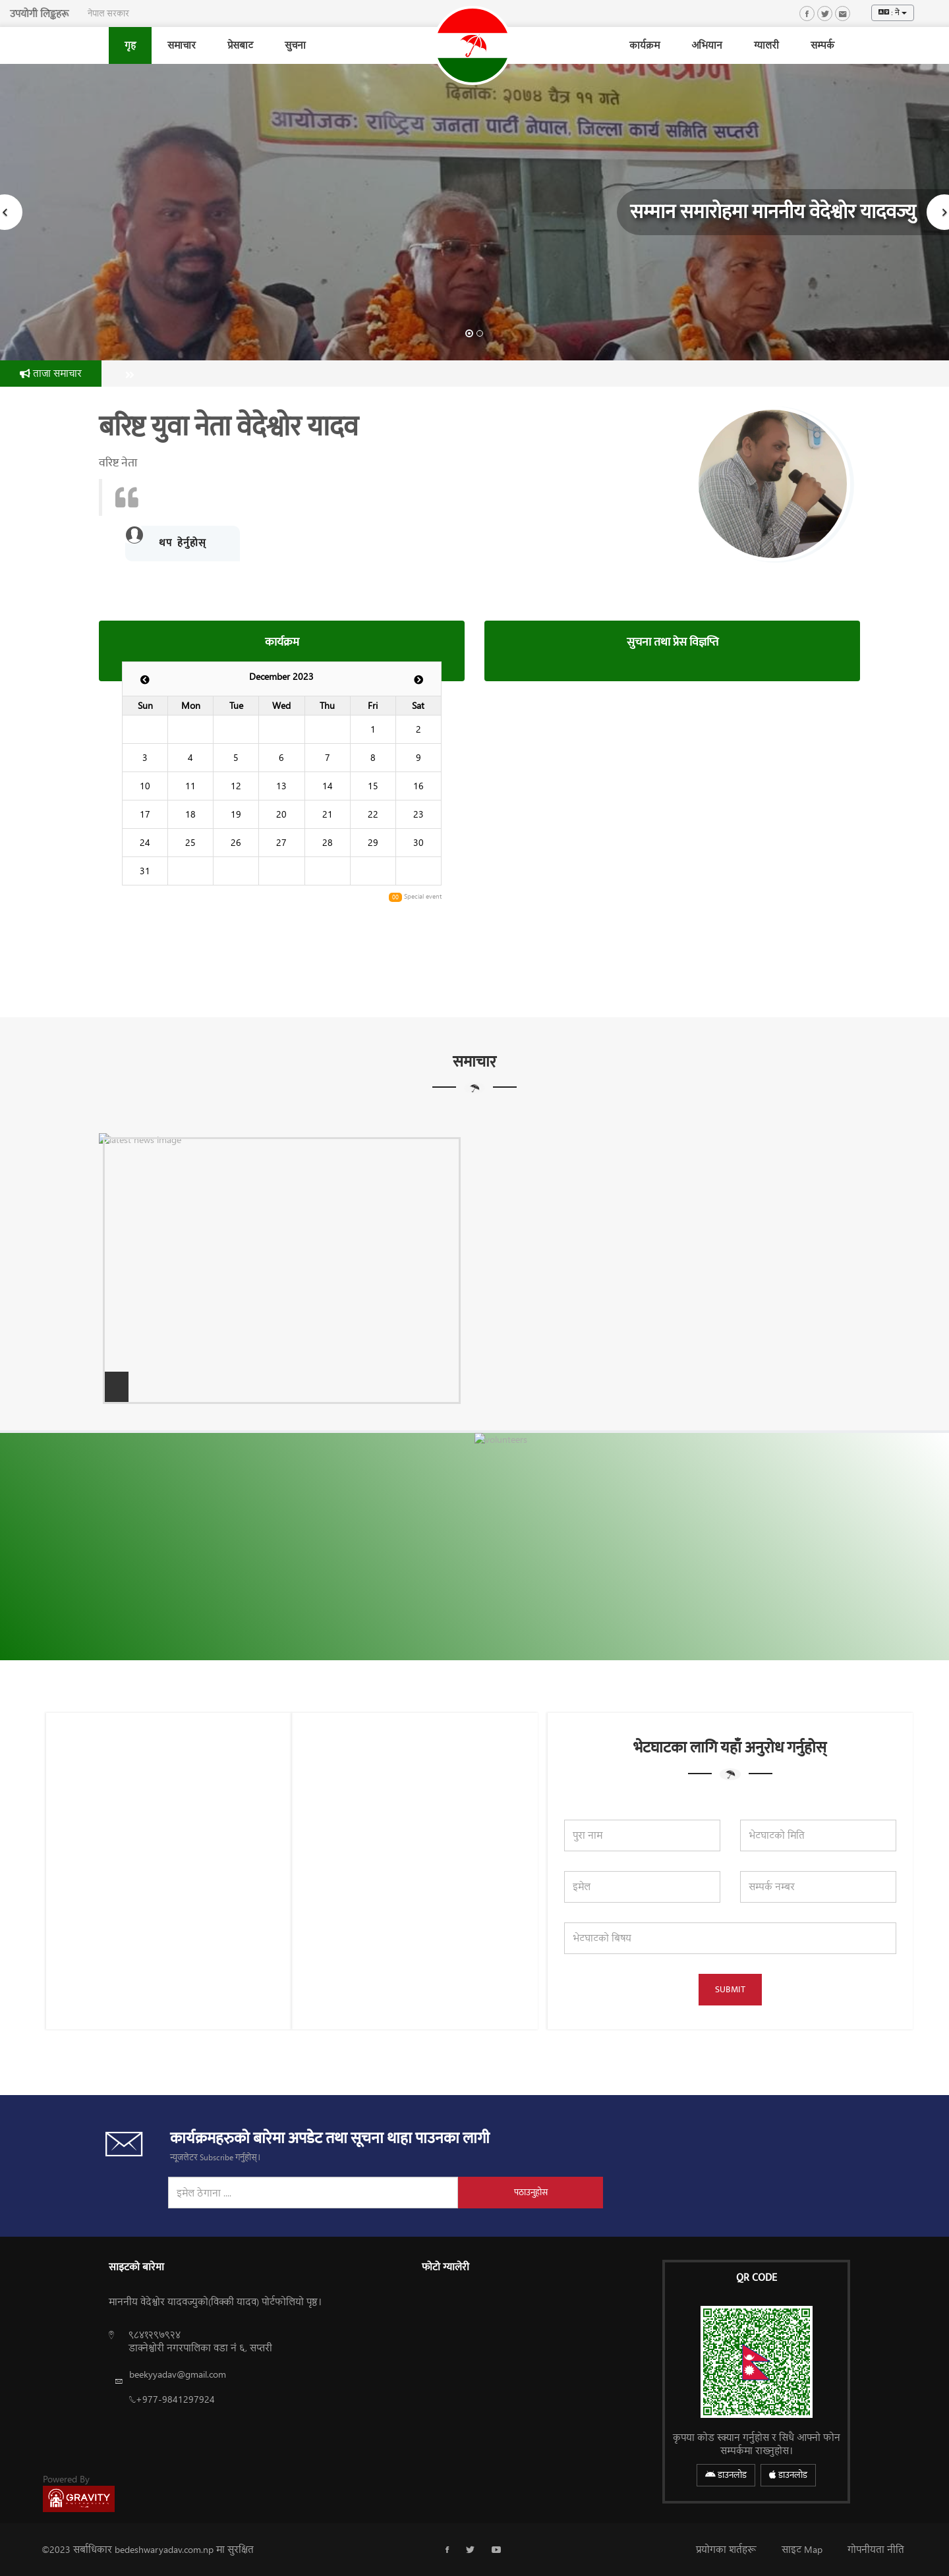 उपयोगी लिङ्कहरू नेपाल सरकार : ने
गृह समाचार प्रेसबाट सुचना कार्यक्रम अभियान ग्यालरी सम्पर्क
दिनाकः २०७४ चैत्र ११ गते
आयोजकः राष्ट्रिय जनता पार्टी नेपाल, जिल्ला कार्य समिति सप्तरी
सम्मान समारोहमा माननीय वेदेश्वोर यादवज्यु
ताजा समाचार
बरिष्ट युवा नेता वेदेश्वोर यादव
वरिष्ट नेता
थप हेर्नुहोस्
कार्यक्रम
सुचना तथा प्रेस विज्ञप्ति
December 2023
Sun Mon Tue Wed Thu Fri Sat
1 2
3 4 5 6 7 8 9
10 11 12 13 14 15 16
17 18 19 20 21 22 23
24 25 26 27 28 29 30
31
00 Special event
समाचार
latest news image
भेटघाटका लागि यहाँ अनुरोध गर्नुहोस्
पुरा नाम
भेटघाटको मिति
इमेल
सम्पर्क नम्बर
भेटघाटको बिषय
SUBMIT
कार्यक्रमहरुको बारेमा अपडेट तथा सूचना थाहा पाउनका लागी
न्यूजलेटर Subscribe गर्नुहोस्।
इमेल ठेगाना ....
पठाउनुहोस
साइटको बारेमा
माननीय वेदेश्वोर यादवज्युको(विक्की यादव) पोर्टफोलियो पृष्ठ।
९८४१२९७९२४
डाक्नेश्वोरी नगरपालिका वडा नं ६, सप्तरी
beekyyadav@gmail.com
+977-9841297924
Powered By
GRAVITY
फोटो ग्यालेरी
QR CODE
कृपया कोड स्क्यान गर्नुहोस र सिधै आफ्नो फोन
सम्पर्कमा राख्नुहोस।
डाउनलोड डाउनलोड
©2023 सर्बाधिकार bedeshwaryadav.com.np मा सुरक्षित
प्रयोगका शर्तहरू साइट Map गोपनीयता नीति